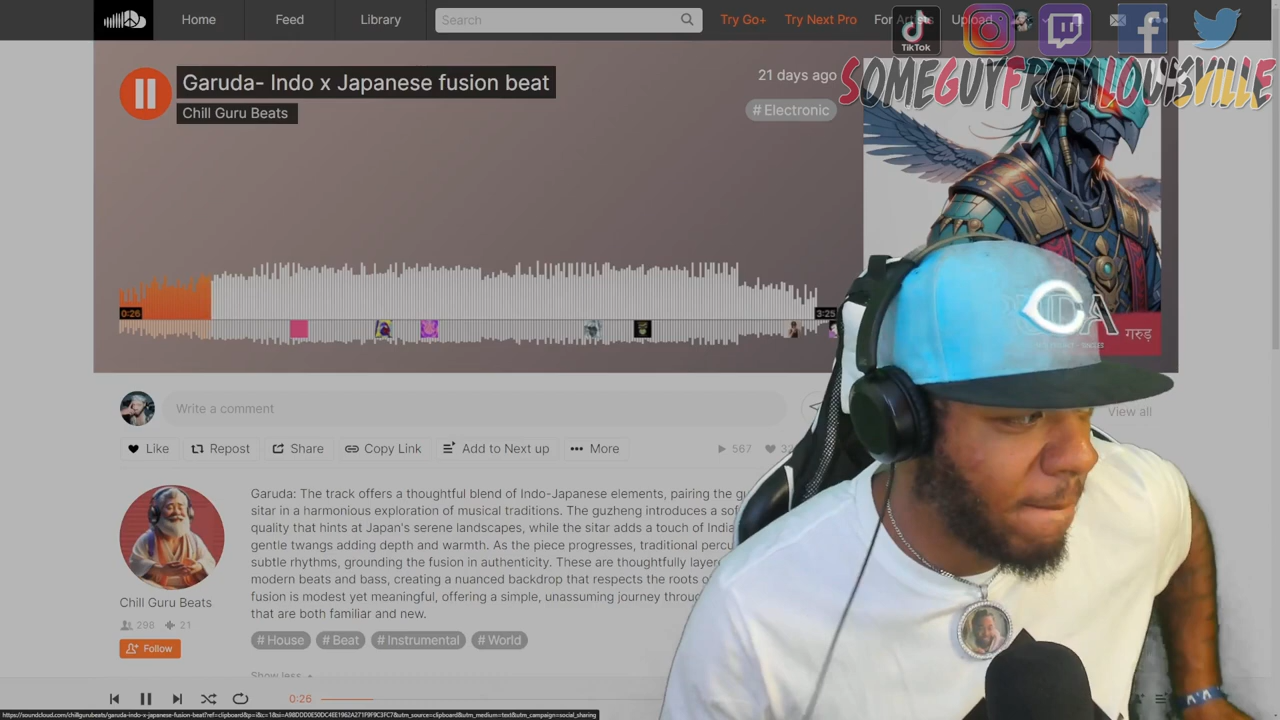 Home
Feed
Library
Search
Try Go+
Try Next Pro
For Artists
Upload
TikTok
SOMEGUYFROMLOUISVILLE
Garuda- Indo x Japanese fusion beat
Chill Guru Beats
21 days ago
# Electronic
0:26
3:25
गरुड़
Write a comment
View all
Like
Repost
Share
Copy Link
Add to Next up
More
567
Garuda: The track offers a thoughtful blend of Indo-Japanese elements, pairing the
sitar in a harmonious exploration of musical traditions. The guzheng introduces a
quality that hints at Japan's serene landscapes, while the sitar adds a touch of
gentle twangs adding depth and warmth. As the piece progresses, traditional
subtle rhythms, grounding the fusion in authenticity. These are thoughtfully
modern beats and bass, creating a nuanced backdrop that respects the roots
fusion is modest yet meaningful, offering a simple, unassuming journey
that are both familiar and new.
Chill Guru Beats
298
21
Follow
# House
# Beat
# Instrumental
# World
Show less
0:26